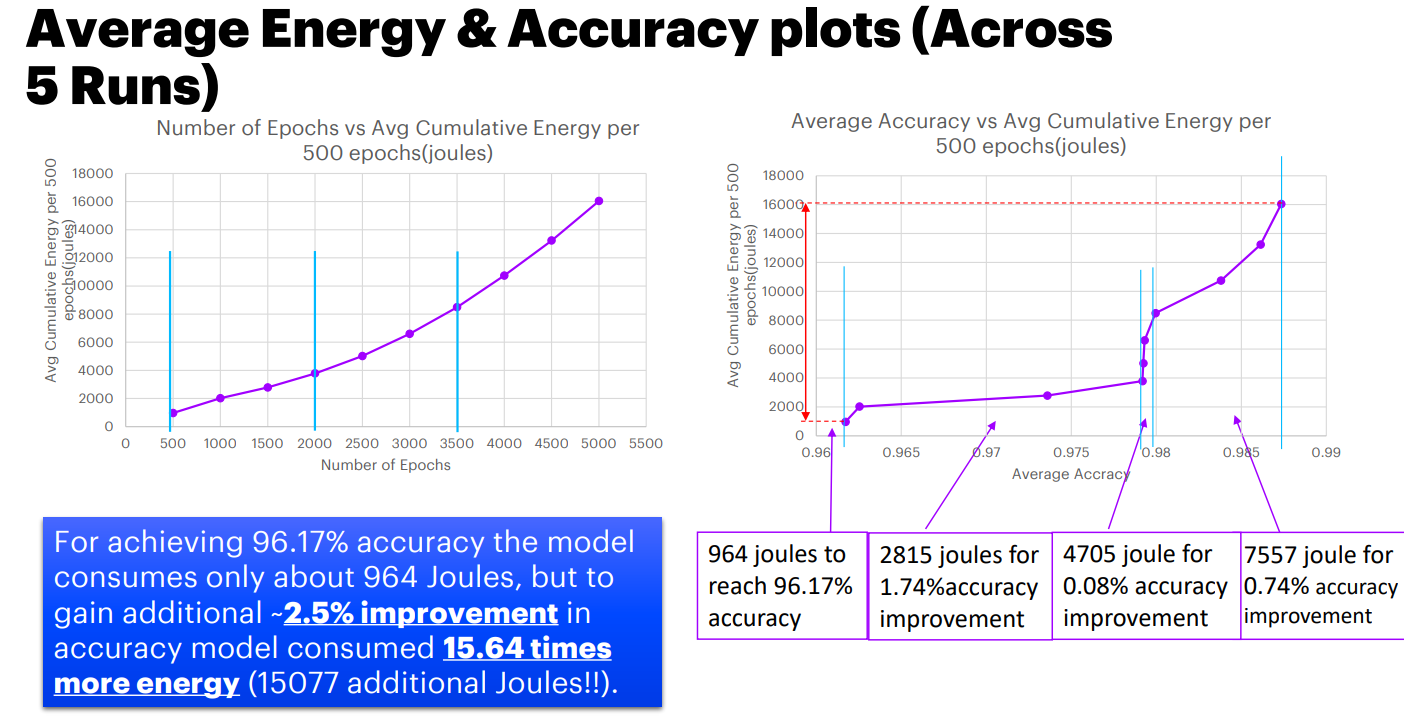 Average Energy & Accuracy plots (Across
5 Runs)
Number of Epochs vs Avg Cumulative Energy per
500 epochs(joules)
Avg Cumulative Energy per 500
epochs(joules)
18000
16000
14000
12000
10000
8000
6000
4000
2000
0
0 500 1000 1500 2000 2500 3000 3500 4000 4500 5000 5500
Number of Epochs
Average Accuracy vs Avg Cumulative Energy per
500 epochs(joules)
Avg Cumulative Energy per 500
epochs(joules)
18000
16000
14000
12000
10000
8000
6000
4000
2000
0
0.96 0.965 0.97 0.975 0.98 0.985 0.99
Average Accracy
For achieving 96.17% accuracy the model
consumes only about 964 Joules, but to
gain additional ~2.5% improvement in
accuracy model consumed 15.64 times
more energy (15077 additional Joules!!).
964 joules to
reach 96.17%
accuracy
2815 joules for
1.74%accuracy
improvement
4705 joule for
0.08% accuracy
improvement
7557 joule for
0.74% accuracy
improvement